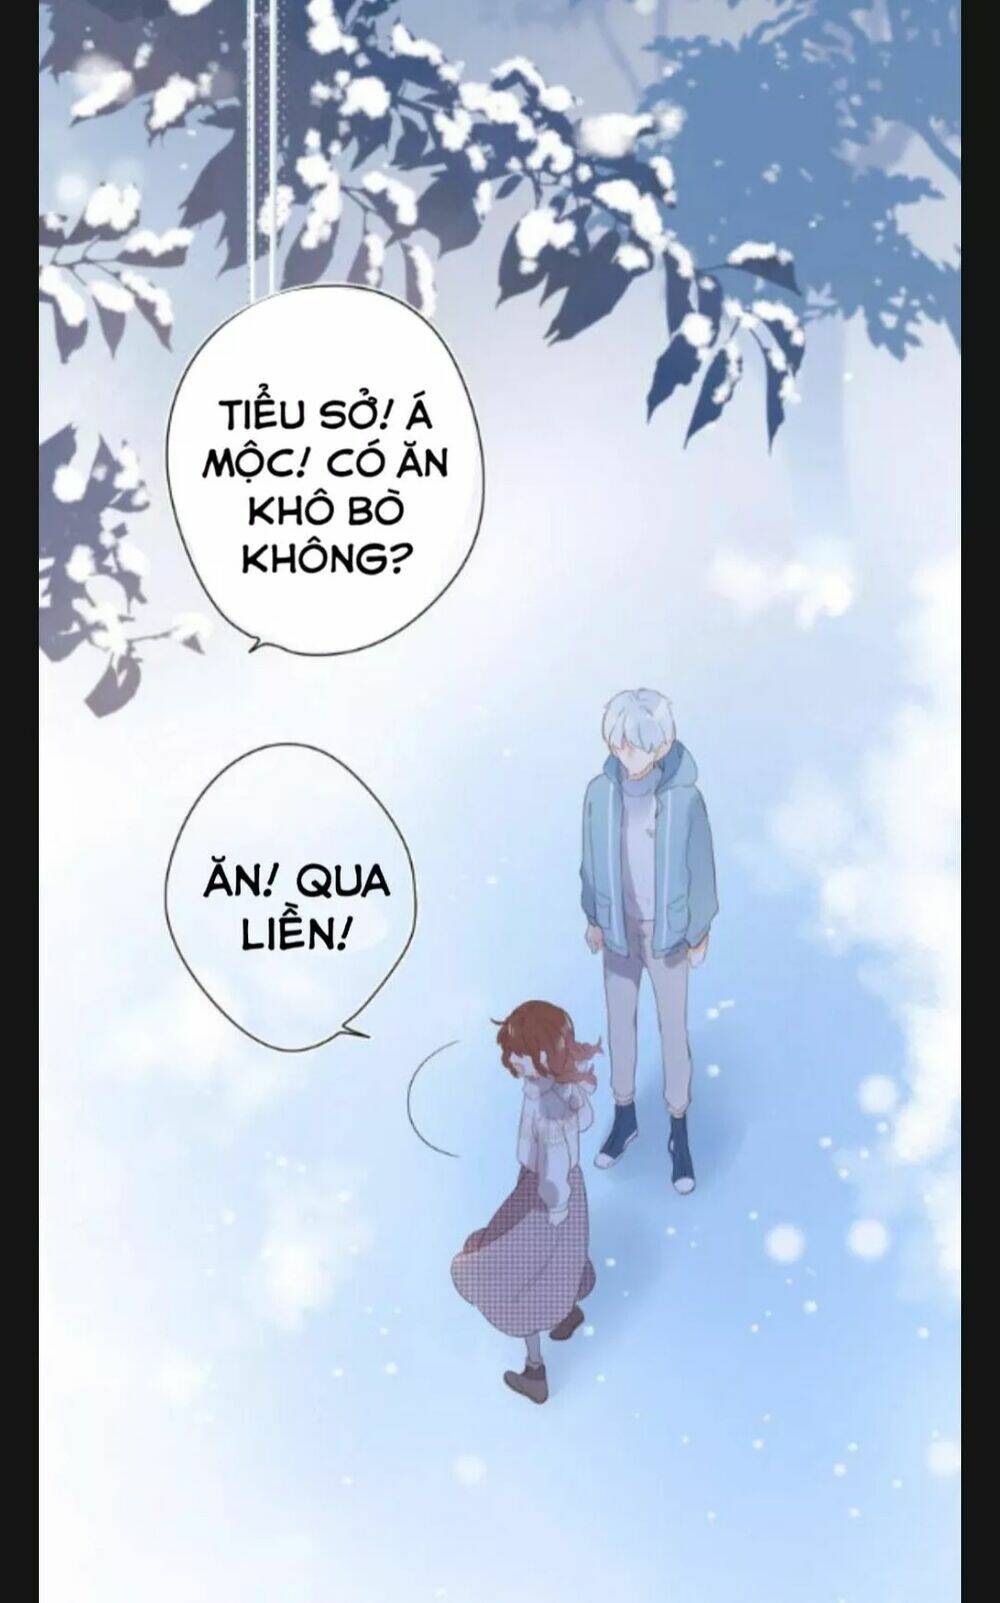 TIỂU SỞ! Á
MỘC! CÓ ĂN
KHÔ BÒ
KHÔNG?
ĂN! QUA
LIỀN!